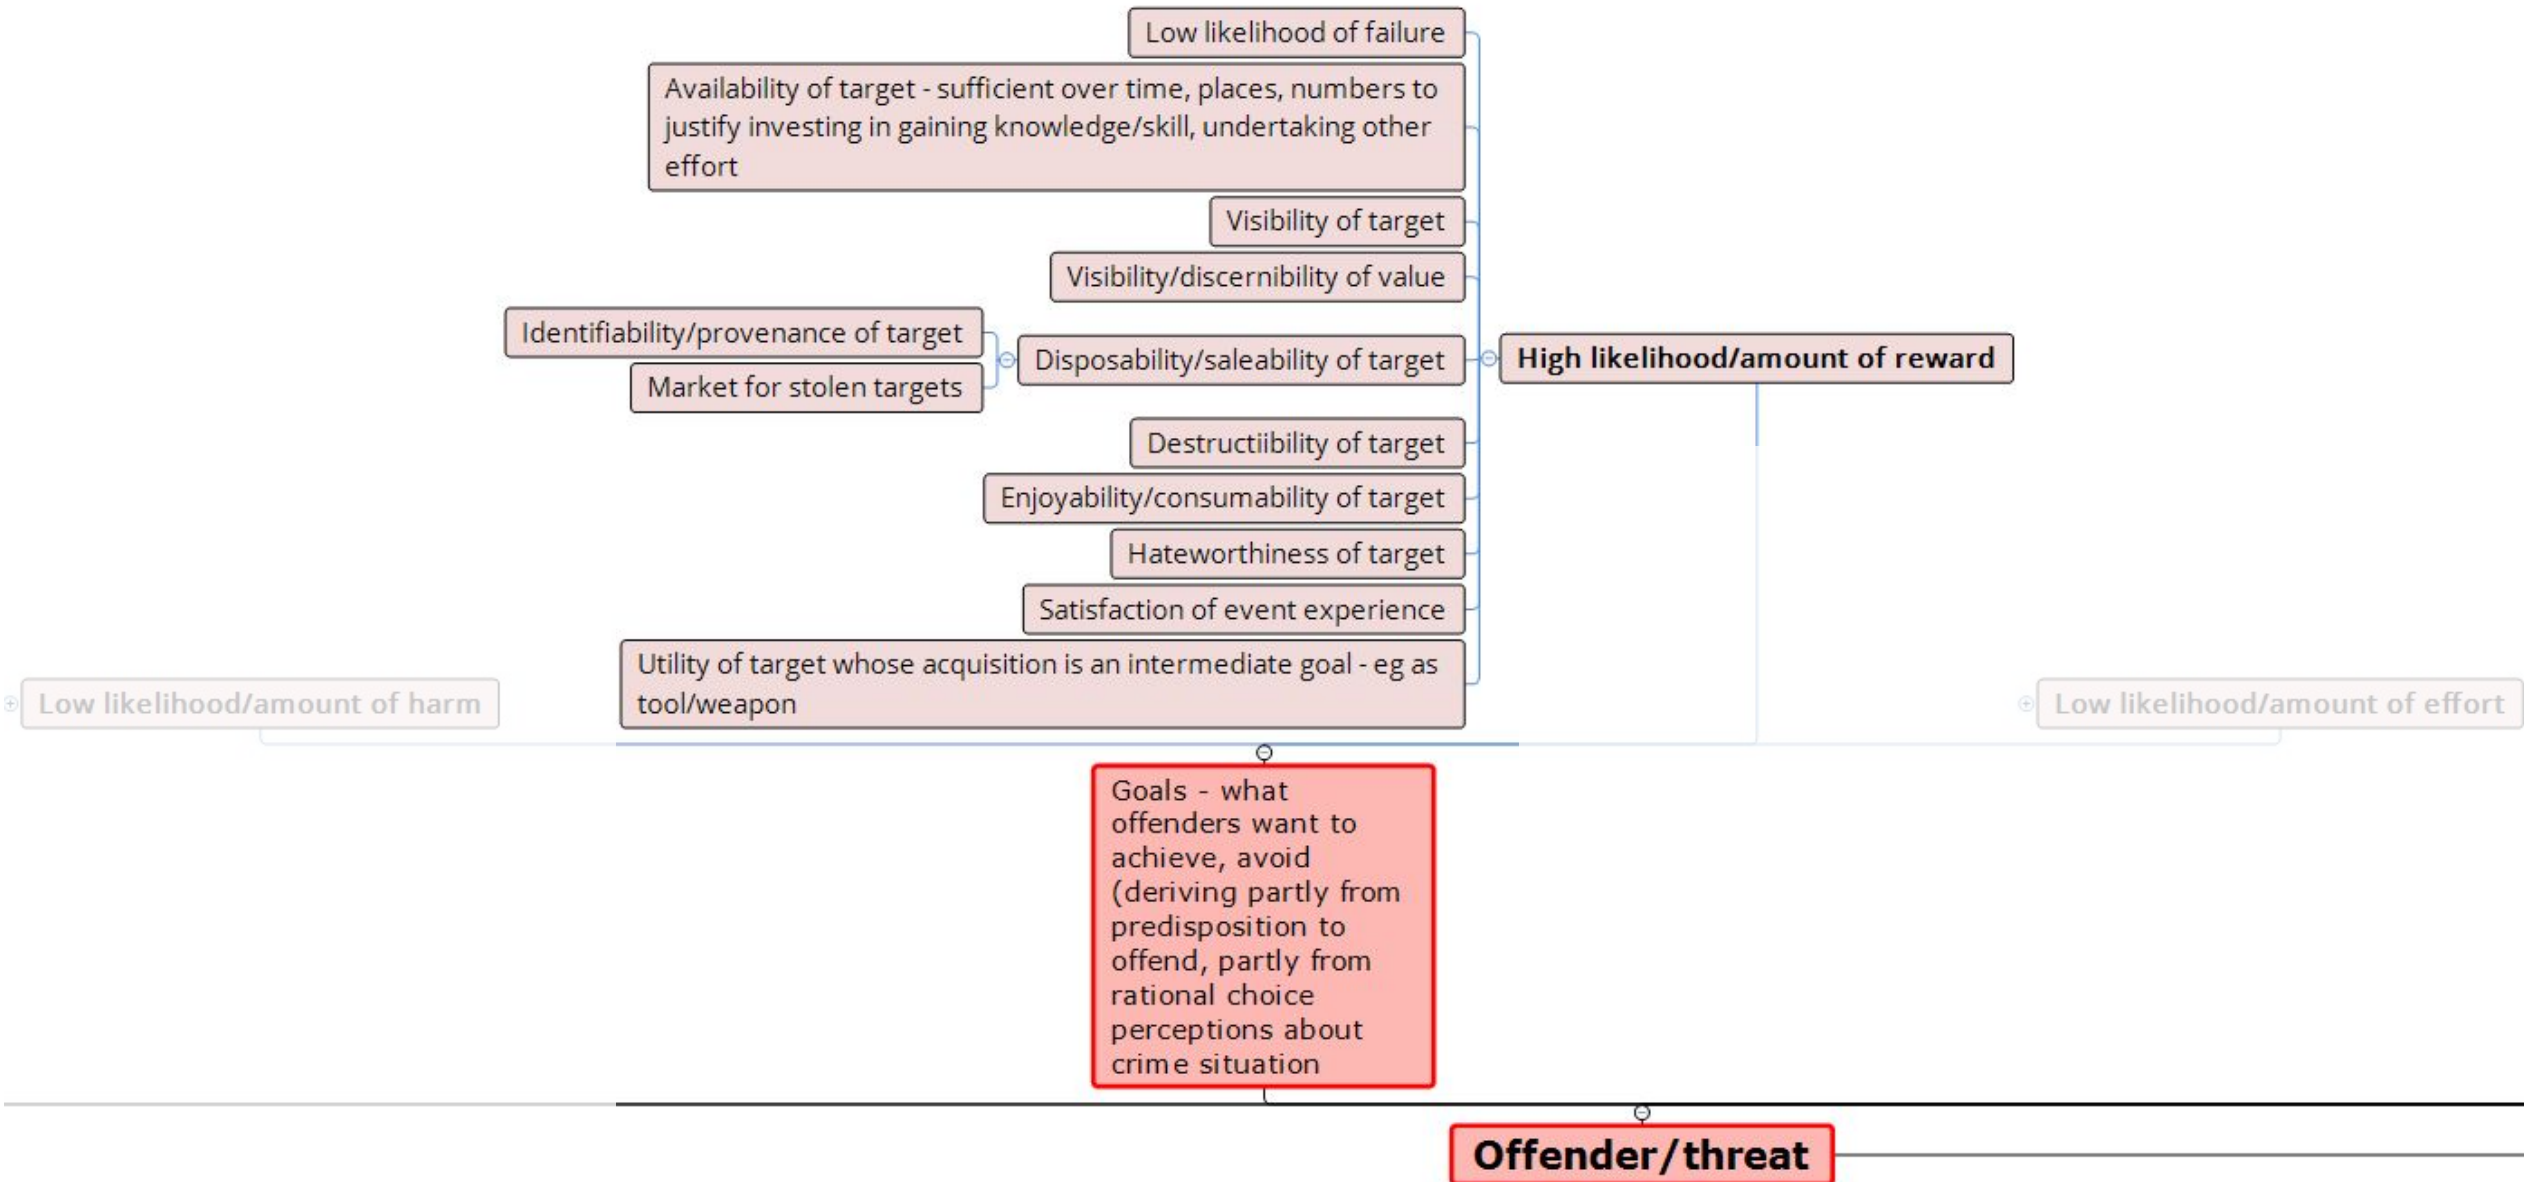 Low likelihood of failure
Availability of target - sufficient over time, places, numbers to
justify investing in gaining knowledge/skill, undertaking other
effort
Visibility of target
Visibility/discernibility of value
Identifiability/provenance of target
Market for stolen targets
Disposability/saleability of target
High likelihood/amount of reward
Destructiibility of target
Enjoyability/consumability of target
Hateworthiness of target
Satisfaction of event experience
Utility of target whose acquisition is an intermediate goal - eg as
tool/weapon
Low likelihood/amount of harm
Low likelihood/amount of effort
Goals - what
offenders want to
achieve, avoid
(deriving partly from
predisposition to
offend, partly from
rational choice
perceptions about
crime situation
Offender/threat